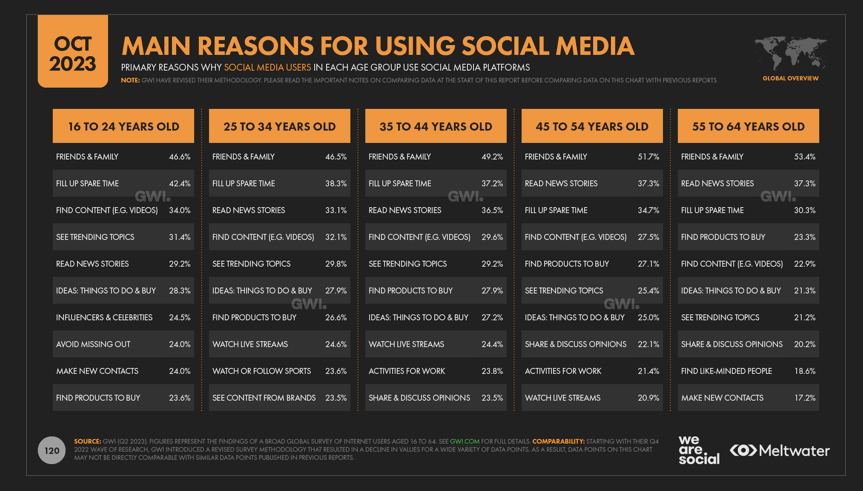 OCT
2023
MAIN REASONS FOR USING SOCIAL MEDIA
PRIMARY REASONS WHY SOCIAL MEDIA USERS IN EACH AGE GROUP USE SOCIAL MEDIA PLATFORMS
NOTE: GWI HAVE REVISED THEIR METHODOLOGY. PLEASE READ THE IMPORTANT NOTES ON COMPARING DATA AT THE START OF THIS REPORT BEFORE COMPARING DATA ON THIS CHART WITH PREVIOUS REPORTS
GLOBAL OVERVIEW
16 TO 24 YEARS OLD
FRIENDS & FAMILY 46.6%
FILL UP SPARE TIME 42.4%
FIND CONTENT (E.G. VIDEOS) 34.0%
SEE TRENDING TOPICS 31.4%
READ NEWS STORIES 29.2%
IDEAS: THINGS TO DO & BUY 28.3%
INFLUENCERS & CELEBRITIES 24.5%
AVOID MISSING OUT 24.0%
MAKE NEW CONTACTS 24.0%
FIND PRODUCTS TO BUY 23.6%
GWI.
25 TO 34 YEARS OLD
FRIENDS & FAMILY 46.5%
FILL UP SPARE TIME 38.3%
READ NEWS STORIES 33.1%
FIND CONTENT (E.G. VIDEOS) 32.1%
SEE TRENDING TOPICS 29.8%
IDEAS: THINGS TO DO & BUY 27.9%
FIND PRODUCTS TO BUY 26.6%
WATCH LIVE STREAMS 24.6%
WATCH OR FOLLOW SPORTS 23.6%
SEE CONTENT FROM BRANDS 23.5%
GWI.
35 TO 44 YEARS OLD
FRIENDS & FAMILY 49.2%
FILL UP SPARE TIME 37.2%
READ NEWS STORIES 36.5%
FIND CONTENT (E.G. VIDEOS) 29.6%
SEE TRENDING TOPICS 29.2%
FIND PRODUCTS TO BUY 27.9%
IDEAS: THINGS TO DO & BUY 27.2%
WATCH LIVE STREAMS 24.4%
ACTIVITIES FOR WORK 23.8%
SHARE & DISCUSS OPINIONS 23.5%
GWI.
45 TO 54 YEARS OLD
FRIENDS & FAMILY 51.7%
READ NEWS STORIES 37.3%
FILL UP SPARE TIME 34.7%
FIND CONTENT (E.G. VIDEOS) 27.5%
FIND PRODUCTS TO BUY 27.1%
SEE TRENDING TOPICS 25.4%
IDEAS: THINGS TO DO & BUY 25.0%
SHARE & DISCUSS OPINIONS 22.1%
ACTIVITIES FOR WORK 21.4%
WATCH LIVE STREAMS 20.9%
GWI.
55 TO 64 YEARS OLD
FRIENDS & FAMILY 53.4%
READ NEWS STORIES 37.3%
FILL UP SPARE TIME 30.3%
FIND PRODUCTS TO BUY 23.3%
FIND CONTENT (E.G. VIDEOS) 22.9%
IDEAS: THINGS TO DO & BUY 21.3%
SEE TRENDING TOPICS 21.2%
SHARE & DISCUSS OPINIONS 20.2%
FIND LIKE-MINDED PEOPLE 18.6%
MAKE NEW CONTACTS 17.2%
GWI.
120
SOURCE: GWI (Q2 2023). FIGURES REPRESENT THE FINDINGS OF A BROAD GLOBAL SURVEY OF INTERNET USERS AGED 16 TO 64. SEE GWI.COM FOR FULL DETAILS. COMPARABILITY: STARTING WITH THEIR Q4
2022 WAVE OF RESEARCH, GWI INTRODUCED A REVISED SURVEY METHODOLOGY THAT RESULTED IN A DECLINE IN VALUES FOR A WIDE VARIETY OF DATA POINTS. AS A RESULT, DATA POINTS ON THIS CHART
MAY NOT BE DIRECTLY COMPARABLE WITH SIMILAR DATA POINTS PUBLISHED IN PREVIOUS REPORTS.
we
are
social
Meltwater